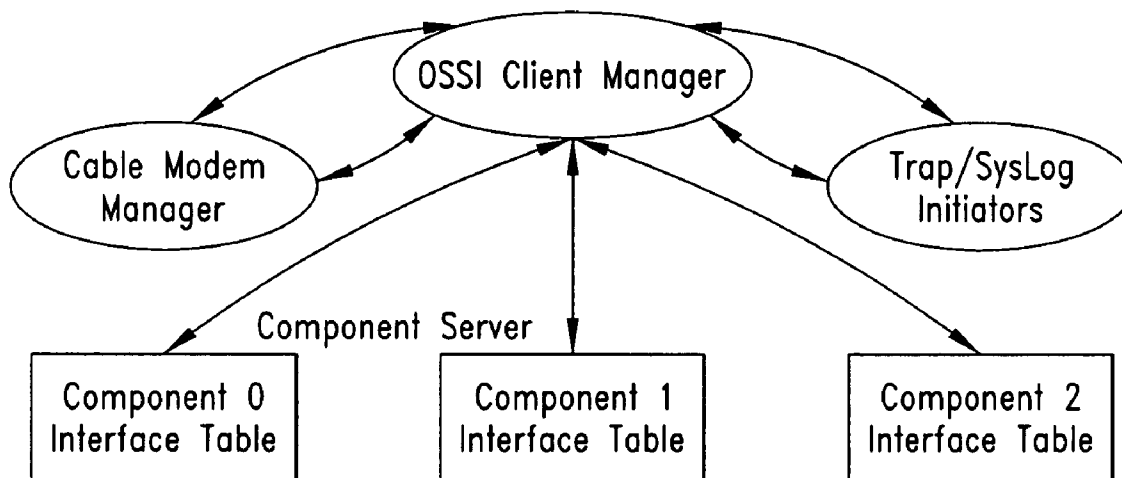 OSSI Client Manager
Cable Modem
Manager
Trap/SysLog
Initiators
Component Server
Component 0
Interface Table
Component 1
Interface Table
Component 2
Interface Table